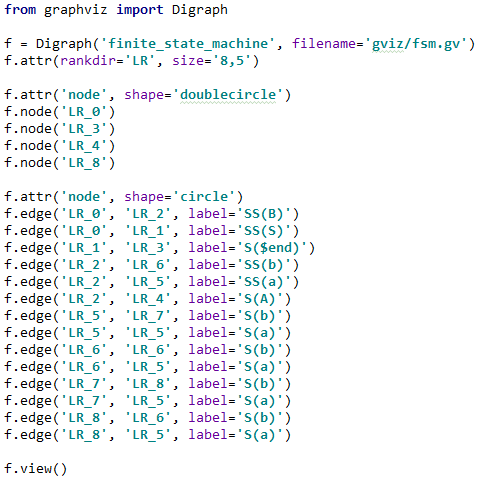 from graphviz import Digraph
f = Digraph('finite_state_machine', filename='gviz/fsm.gv')
f.attr(rankdir='LR', size='8,5')
f.attr('node', shape='doublecircle')
f.node('LR_0')
f.node('LR_3')
f.node('LR_4')
f.node('LR_8')
f.attr('node', shape='circle')
f.edge('LR_0', 'LR_2', label='SS(B)')
f.edge('LR_0', 'LR_1', label='SS(S)')
f.edge('LR_1', 'LR_3', label='S($end)')
f.edge('LR_2', 'LR_6', label='SS(b)')
f.edge('LR_2', 'LR_5', label='SS(a)')
f.edge('LR_2', 'LR_4', label='S(A)')
f.edge('LR_5', 'LR_7', label='S(b)')
f.edge('LR_5', 'LR_5', label='S(a)')
f.edge('LR_6', 'LR_6', label='S(b)')
f.edge('LR_6', 'LR_5', label='S(a)')
f.edge('LR_7', 'LR_8', label='S(b)')
f.edge('LR_7', 'LR_5', label='S(a)')
f.edge('LR_8', 'LR_6', label='S(b)')
f.edge('LR_8', 'LR_5', label='S(a)')
f.view()